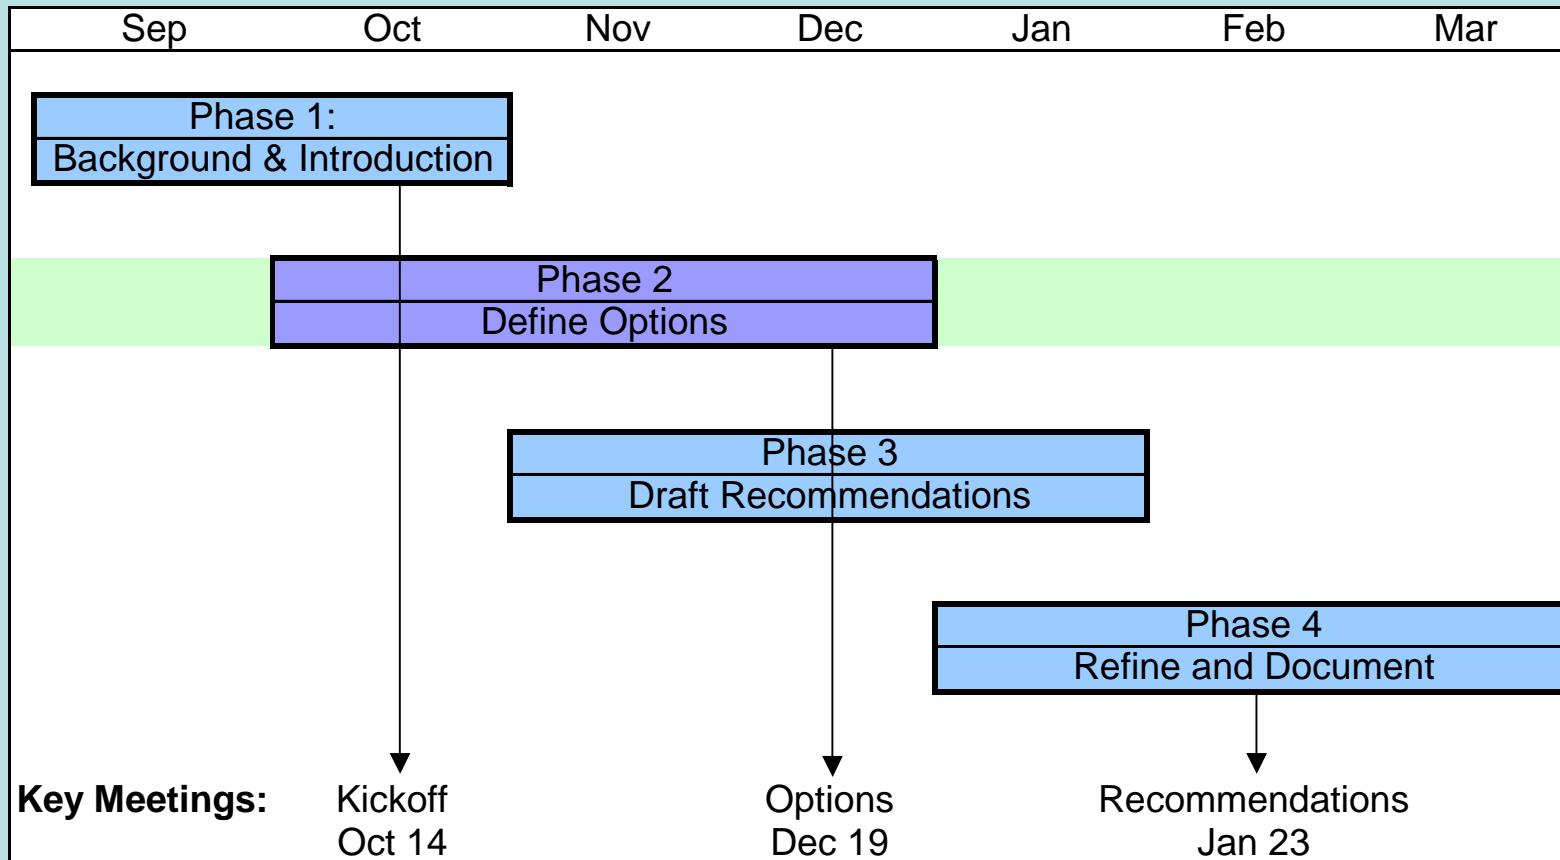 Sep Oct Nov Dec Jan Feb Mar
Phase 1:
Background & Introduction
Phase 2
Define Options
Phase 3
Draft Recommendations
Phase 4
Refine and Document
Key Meetings: Kickoff Options Recommendations
Oct 14 Dec 19 Jan 23